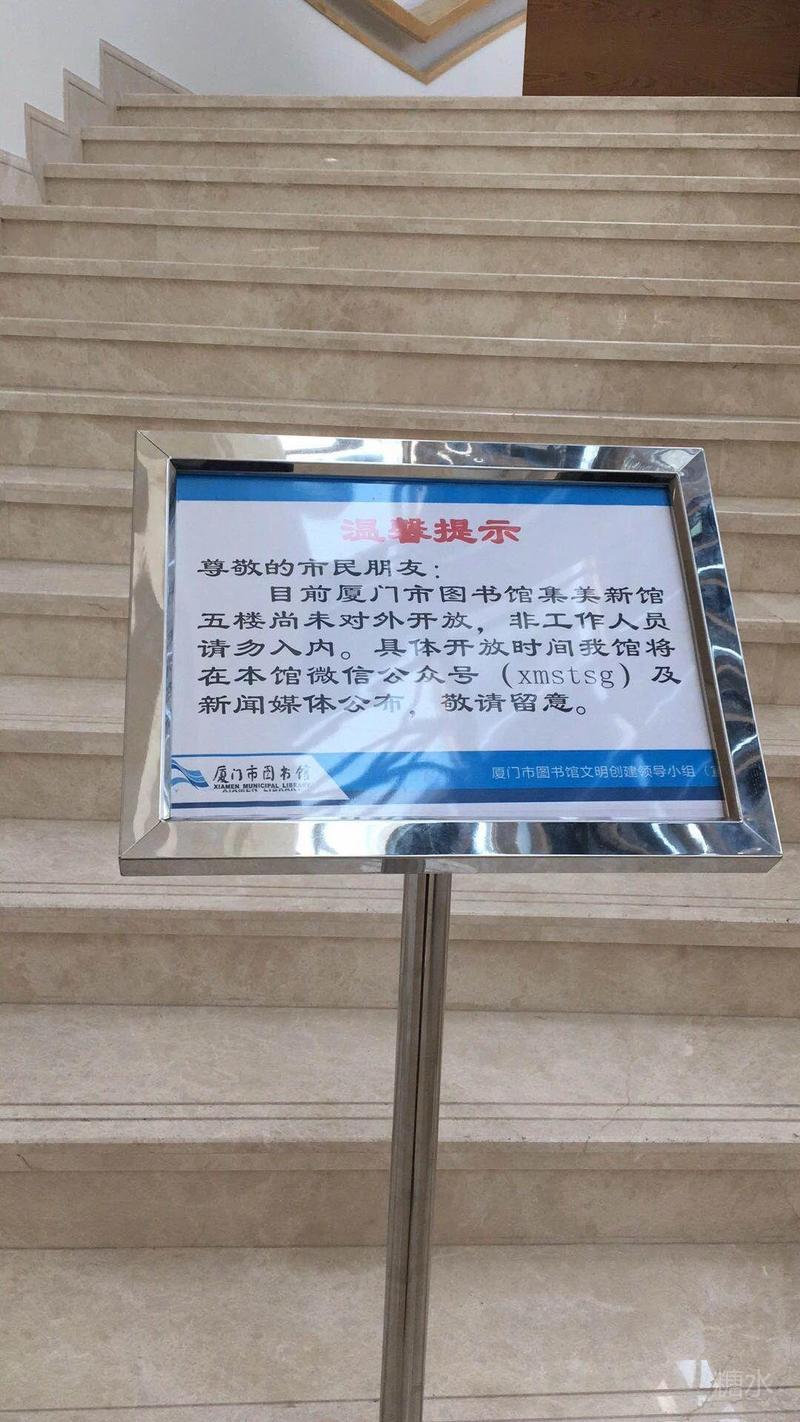 温馨提示
尊敬的市民朋友：
目前厦门市图书馆集美新馆
五楼尚未对外开放，非工作人员
请勿入内。具体开放时间我馆将
在本馆微信公众号（xmstsg）及
新闻媒体公布，敬请留意。
厦门市图书馆
XIAMEN MUNICIPAL LIBRARY
厦门市图书馆文明创建领导小组（宣
糖水